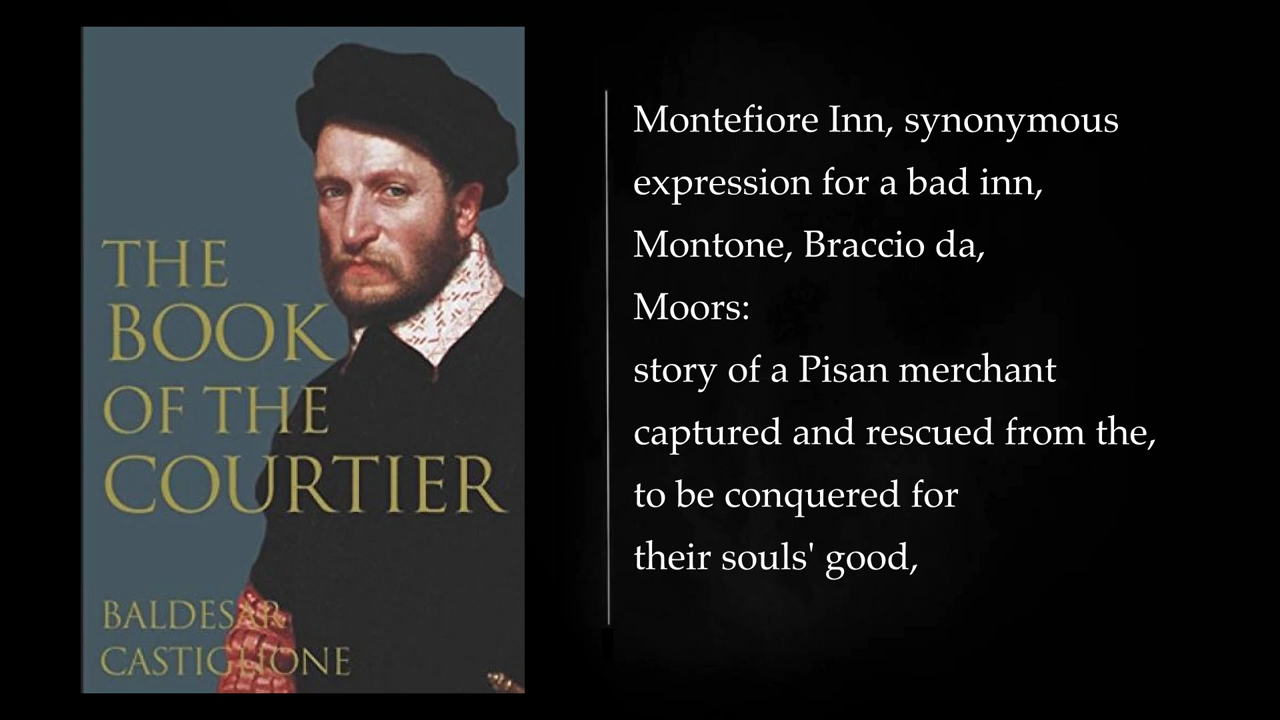 THE
BOOK
OF THE
COURTIER
BALDESAR
CASTIGLIONE
Montefiore Inn, synonymous
expression for a bad inn,
Montone, Braccio da,
Moors:
story of a Pisan merchant
captured and rescued from the,
to be conquered for
their souls' good,